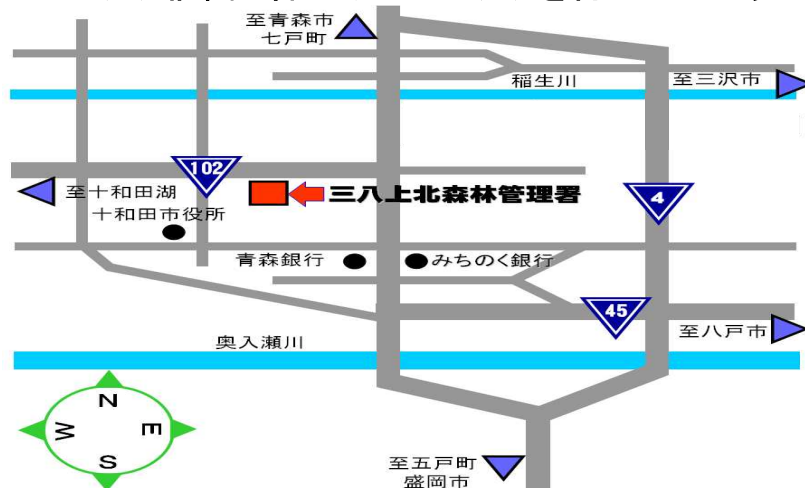 至青森市
七戸町
稲生川
至三沢市
102
至十和田湖
三八上北森林管理署
4
十和田市役所
青森銀行
みちのく銀行
45
至八戸市
奥入瀬川
N
W
E
S
至五戸町
盛岡市